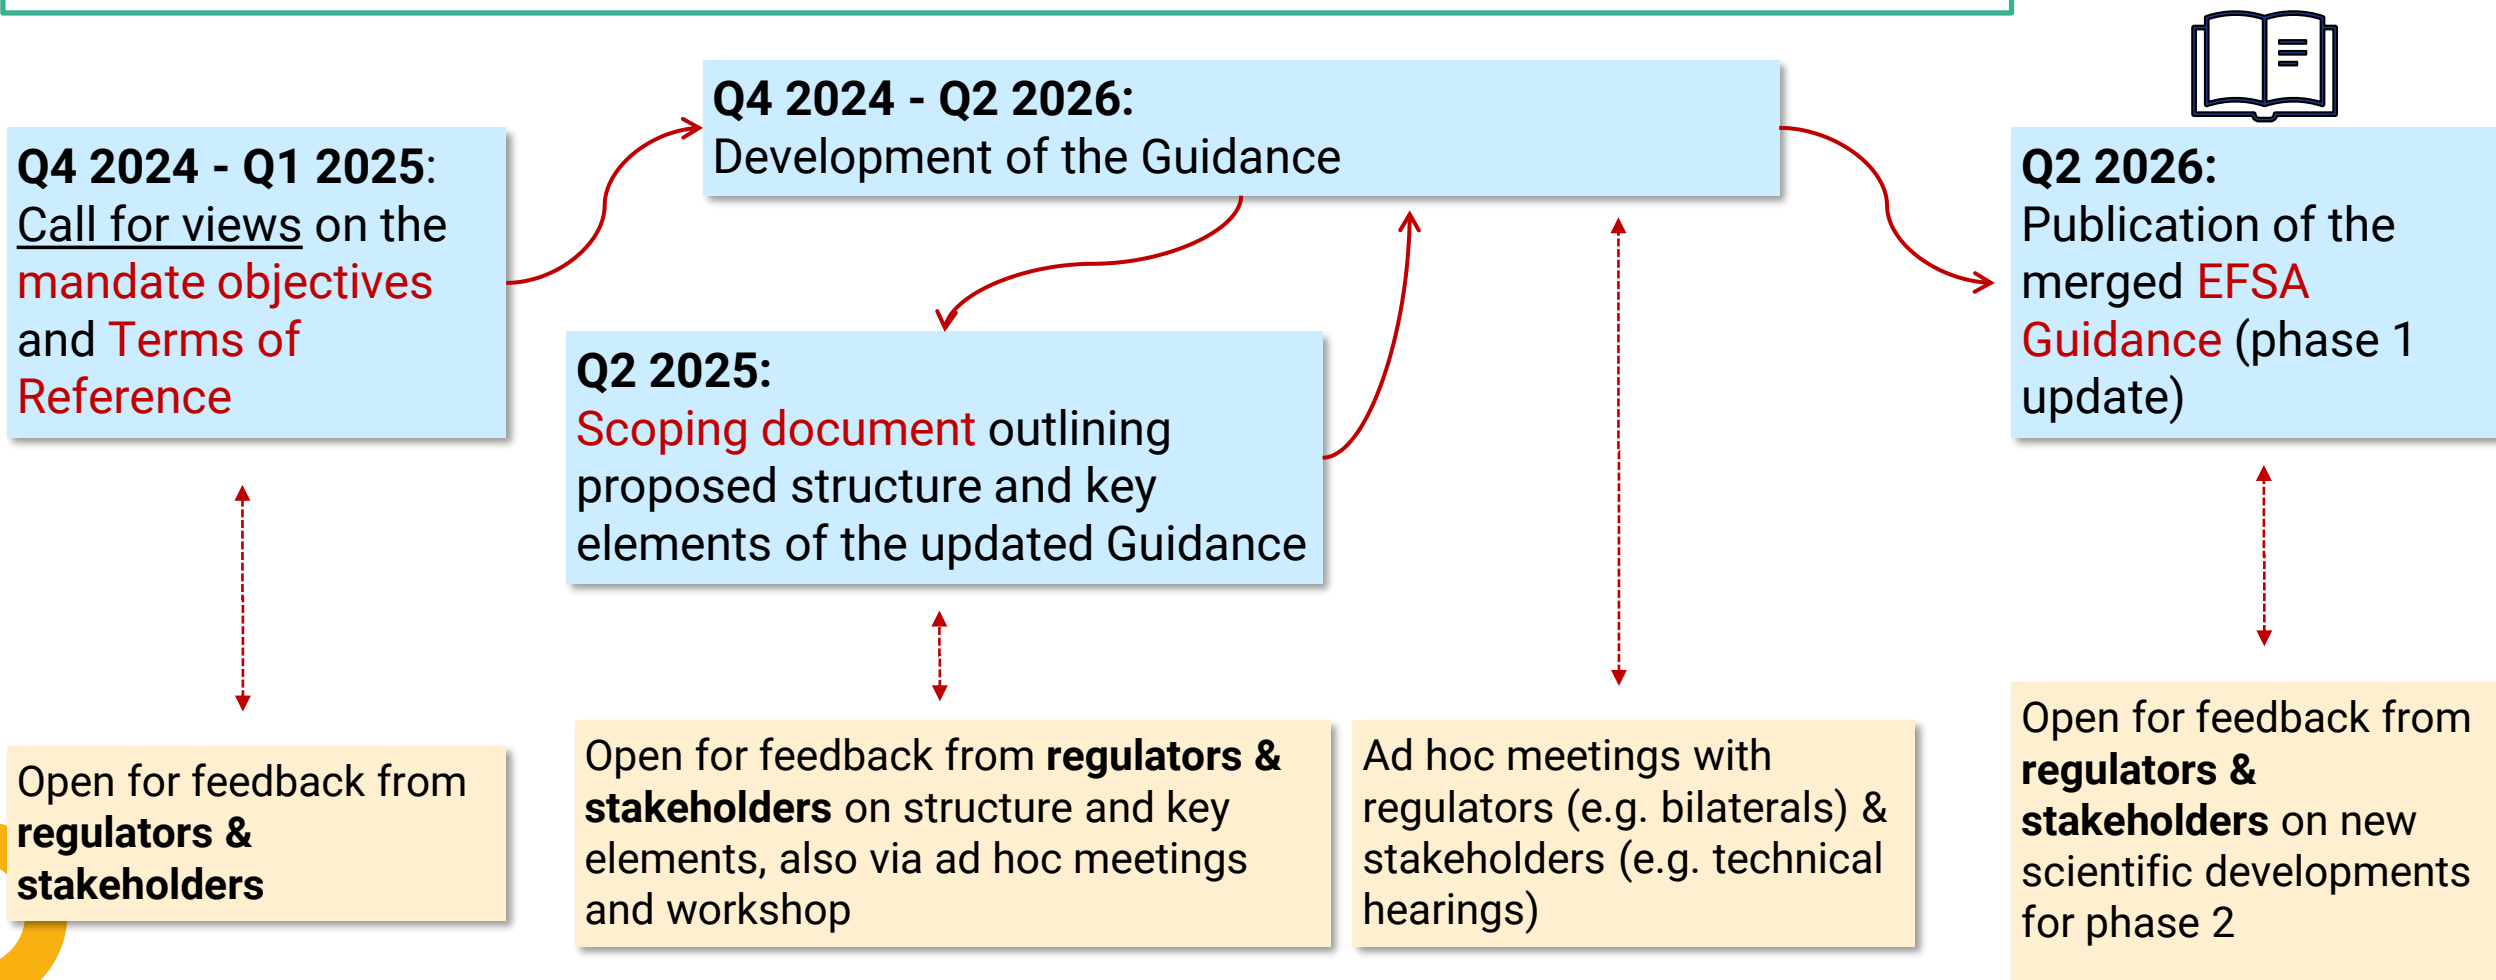 Q4 2024 - Q1 2025:
Call for views on the
mandate objectives
and Terms of
Reference
Q4 2024 - Q2 2026:
Development of the Guidance
Q2 2025:
Scoping document outlining
proposed structure and key
elements of the updated Guidance
Q2 2026:
Publication of the
merged EFSA
Guidance (phase 1
update)
Open for feedback from
regulators &
stakeholders
Open for feedback from regulators &
stakeholders on structure and key
elements, also via ad hoc meetings
and workshop
Ad hoc meetings with
regulators (e.g. bilaterals) &
stakeholders (e.g. technical
hearings)
Open for feedback from
regulators &
stakeholders on new
scientific developments
for phase 2